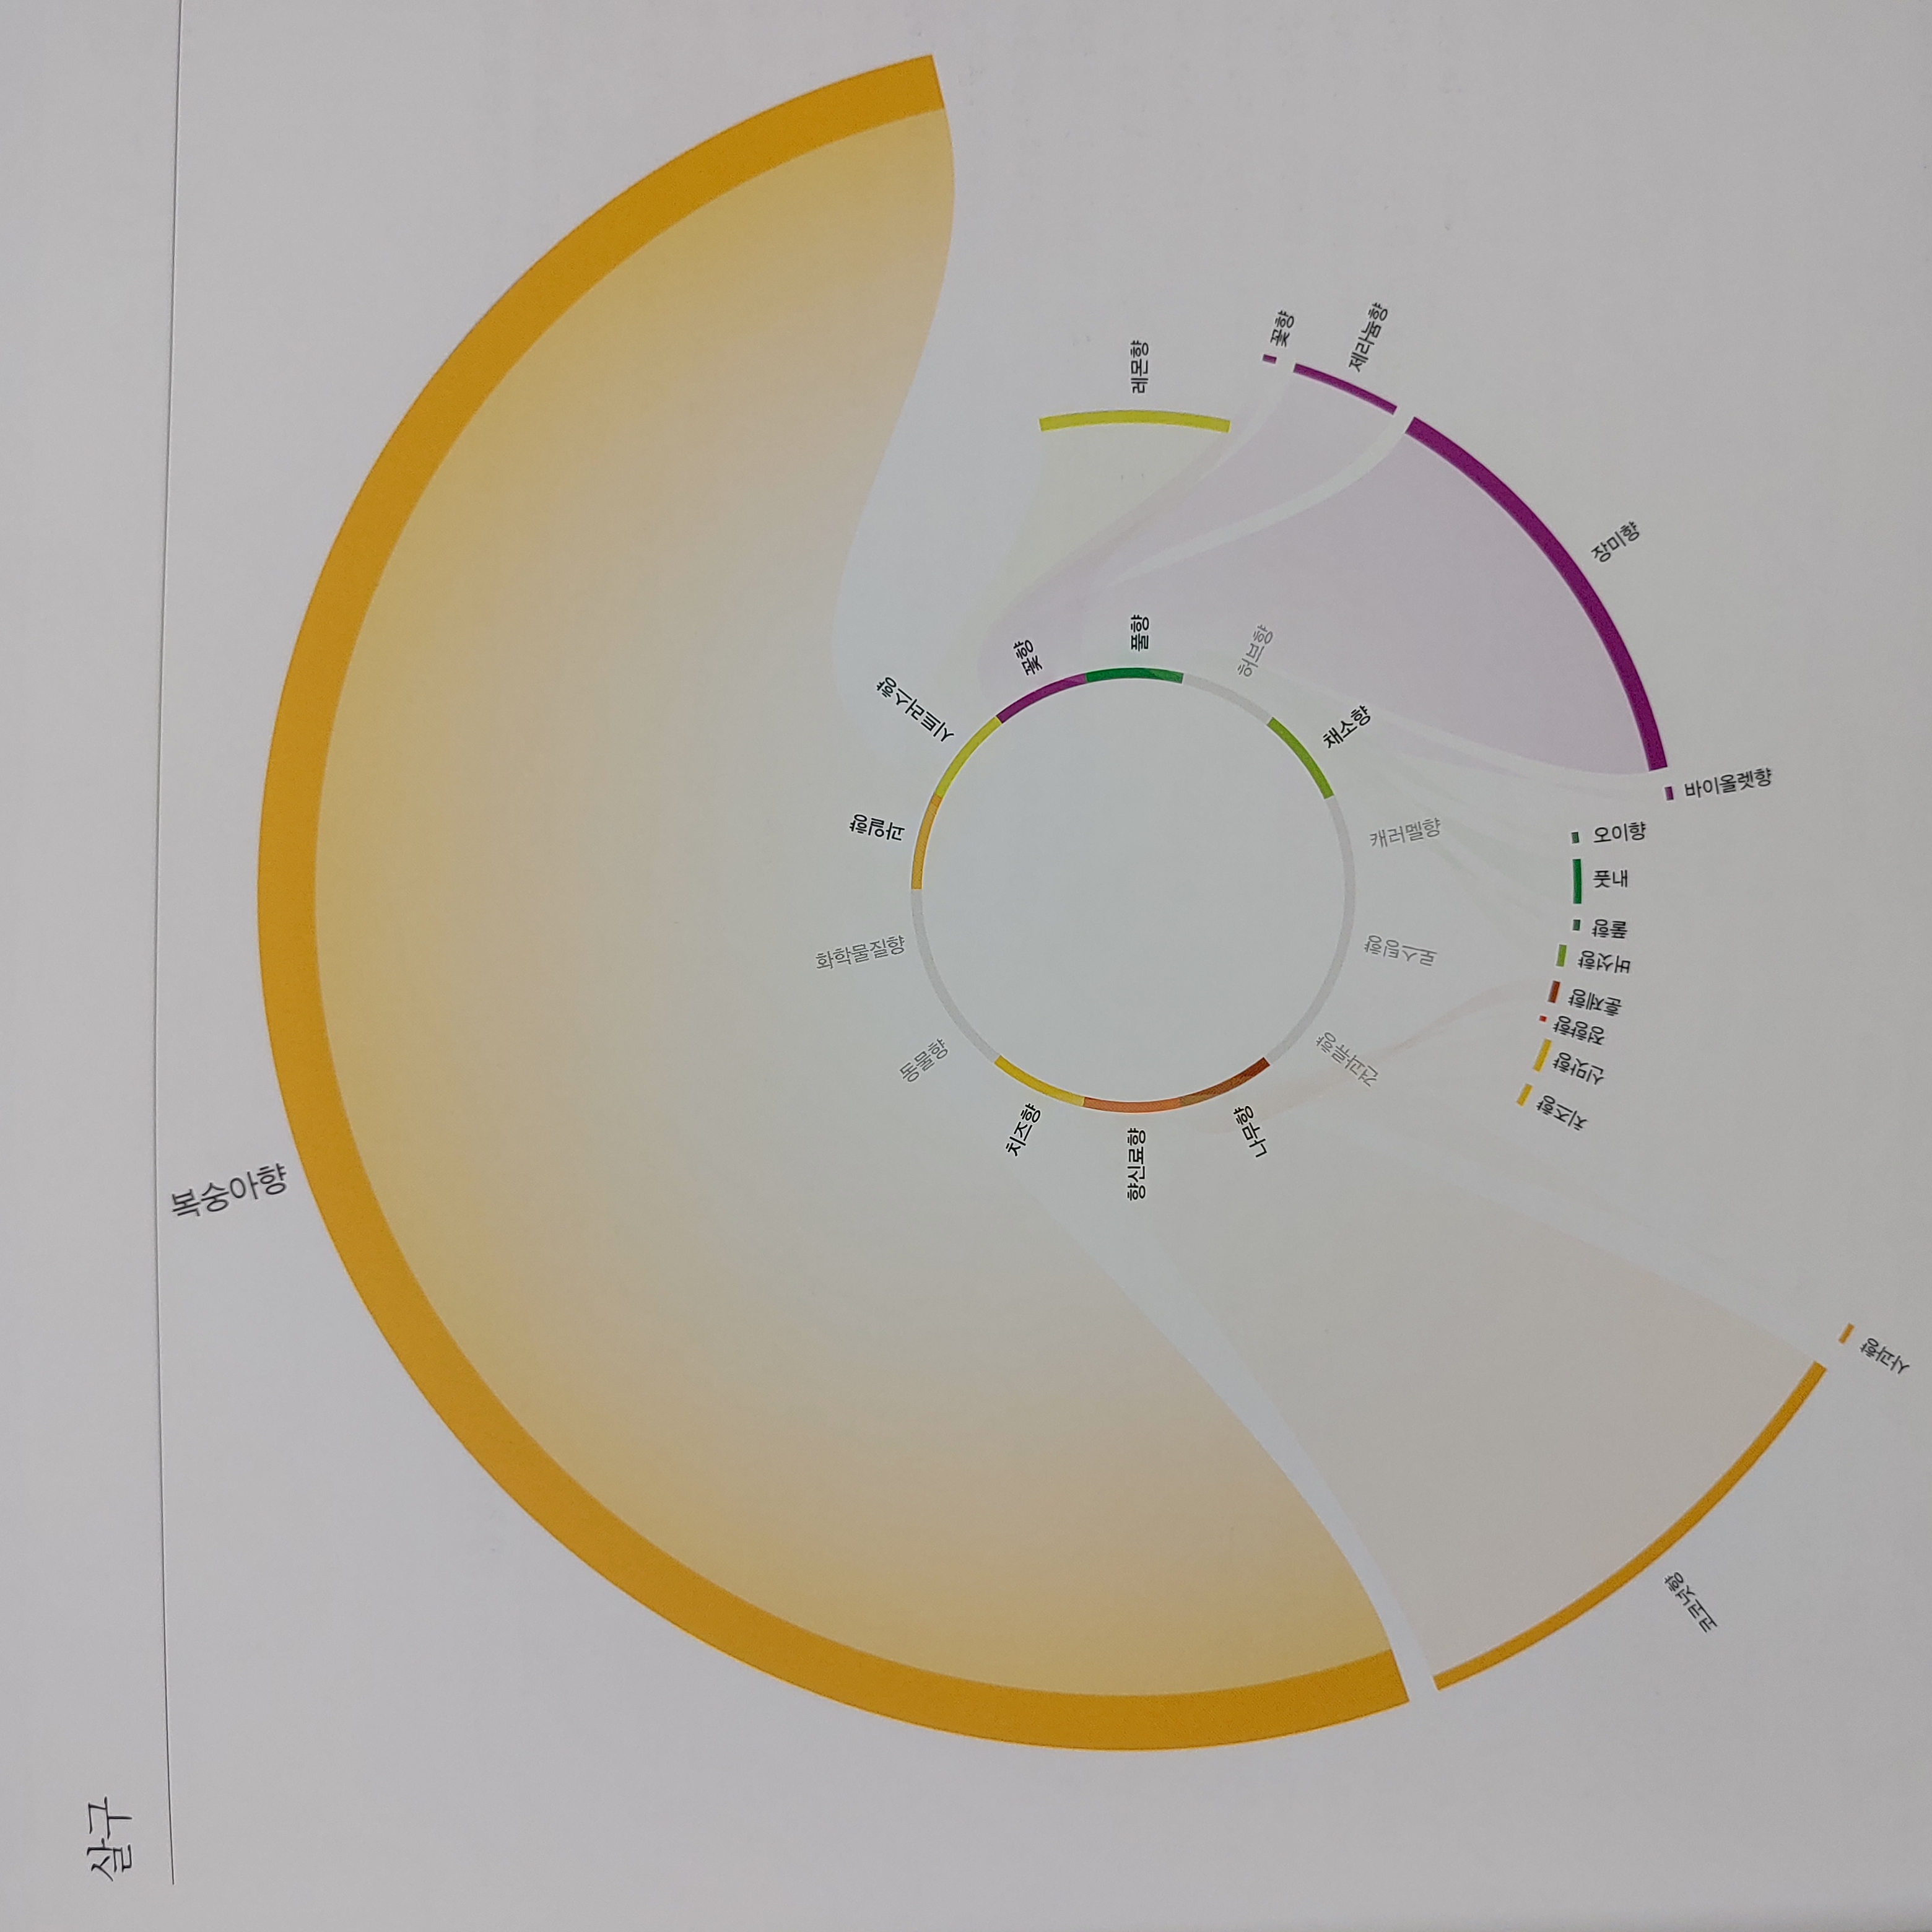 살구
복숭아향
화학물질향
과일향
시트러스향
동물향
치즈향
꽃향
향신료향
풀향
레몬향
나무향
허브향
꽃향
견과류향
로스팅향
캐러멜향
채소향
제라늄향
치즈향
신맛향
정향향
훈제향
버섯향
풀향
풋내
오이향
장미향
바이올렛향
코코넛향
사과향